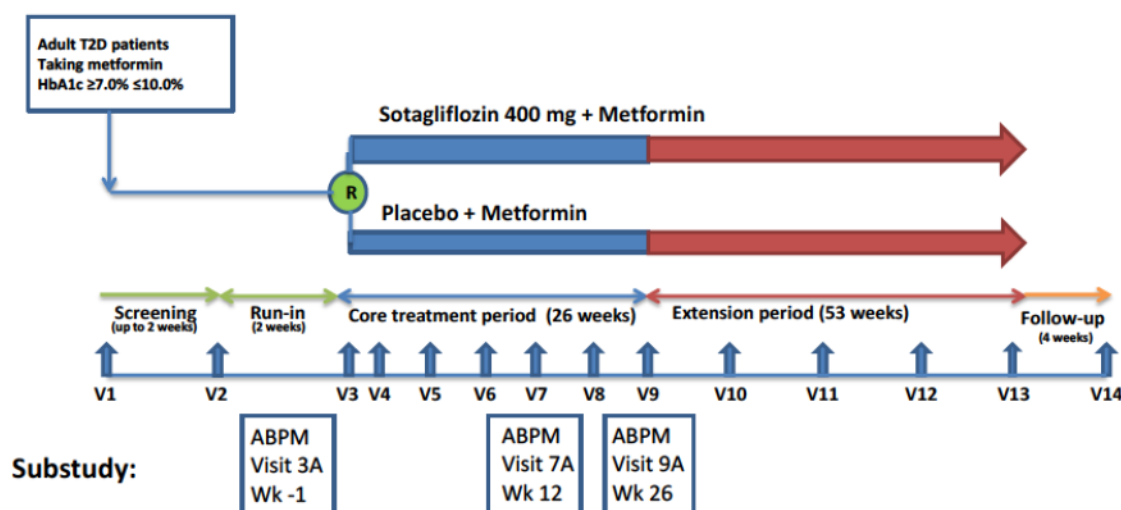 Adult T2D patients
Taking metformin
HbA1c ≥7.0% ≤10.0%
Sotagliflozin 400 mg + Metformin
R
Placebo + Metformin
Screening
(up to 2 weeks)
Run-in
(2 weeks)
Core treatment period (26 weeks)
Extension period (53 weeks)
Follow-up
(4 weeks)
V1 V2 V3 V4 V5 V6 V7 V8 V9 V10 V11 V12 V13 V14
Substudy:
ABPM
Visit 3A
Wk -1
ABPM
Visit 7A
Wk 12
ABPM
Visit 9A
Wk 26